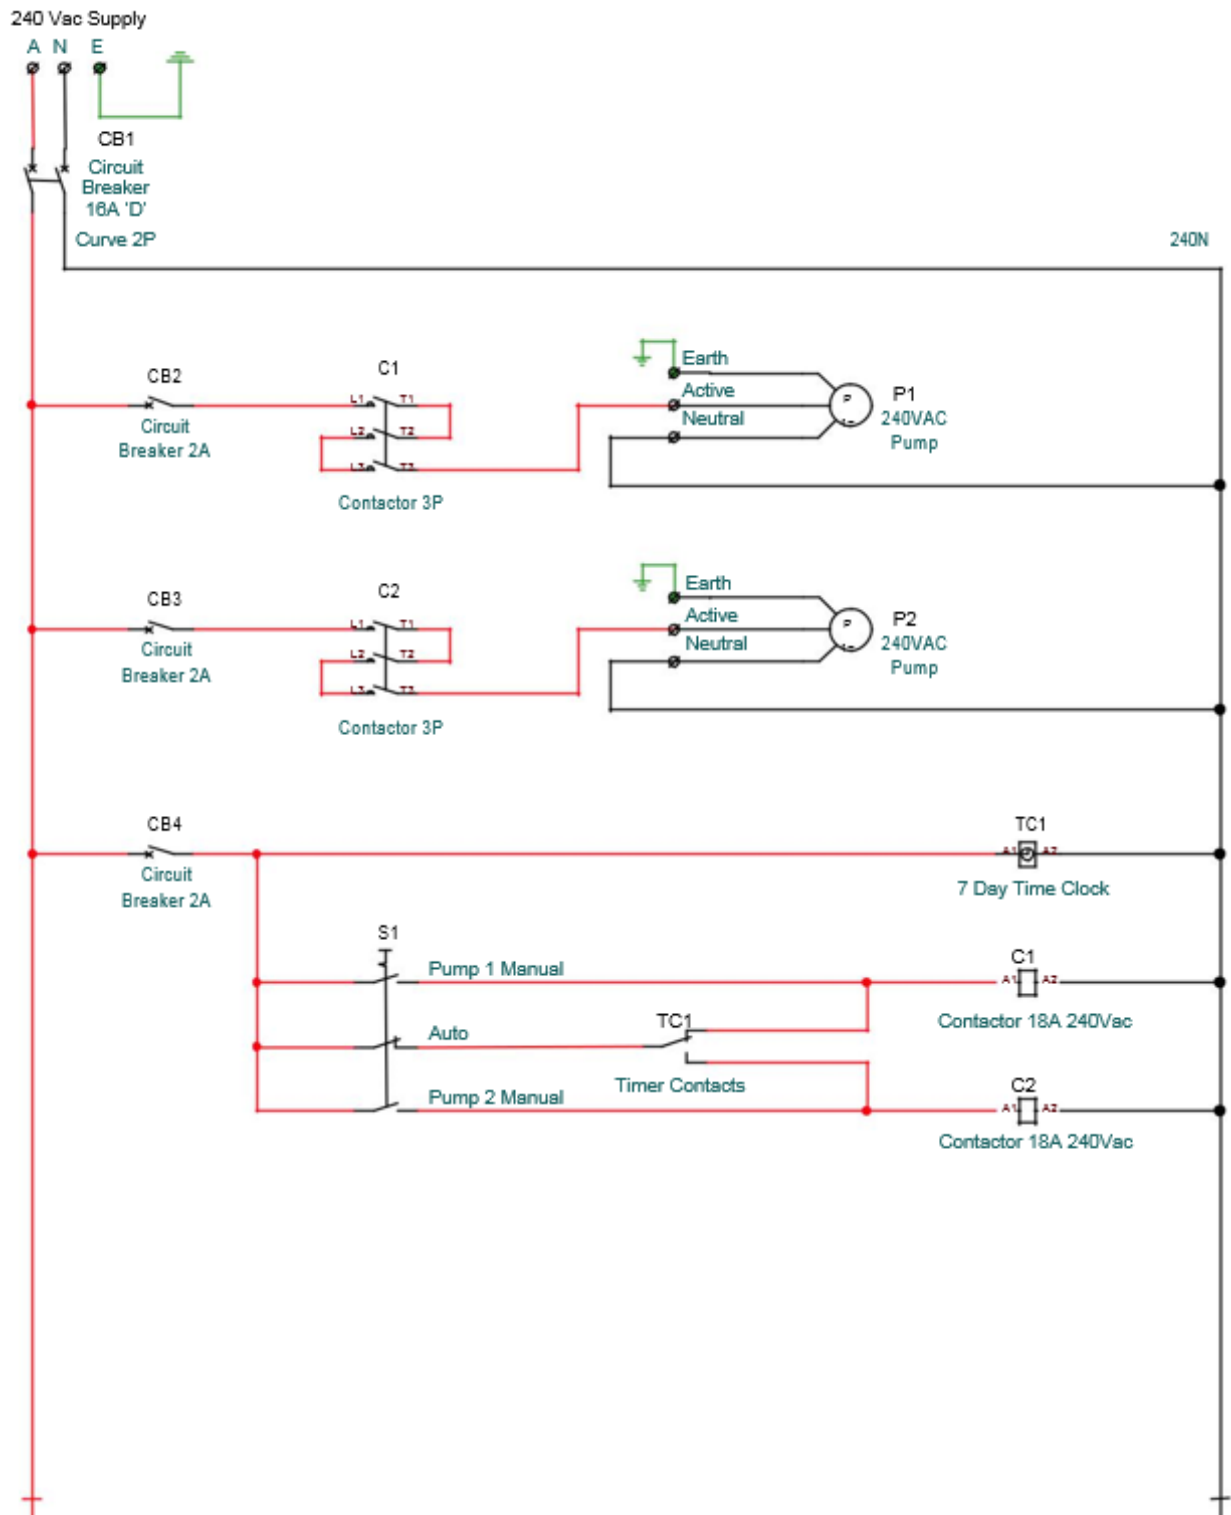 240 Vac Supply
A N E
CB1
Circuit
Breaker
16A 'D'
Curve 2P
240N
CB2
Circuit
Breaker 2A
C1
L1 T1
L2 T2
L3 T3
Contactor 3P
Earth
Active
Neutral
P
P1
240VAC
Pump
CB3
Circuit
Breaker 2A
C2
L1 T1
L2 T2
L3 T3
Contactor 3P
Earth
Active
Neutral
P
P2
240VAC
Pump
CB4
Circuit
Breaker 2A
TC1
A1 A2
7 Day Time Clock
S1
Pump 1 Manual
Auto
Pump 2 Manual
TC1
Timer Contacts
C1
A1 A2
Contactor 18A 240Vac
C2
A1 A2
Contactor 18A 240Vac